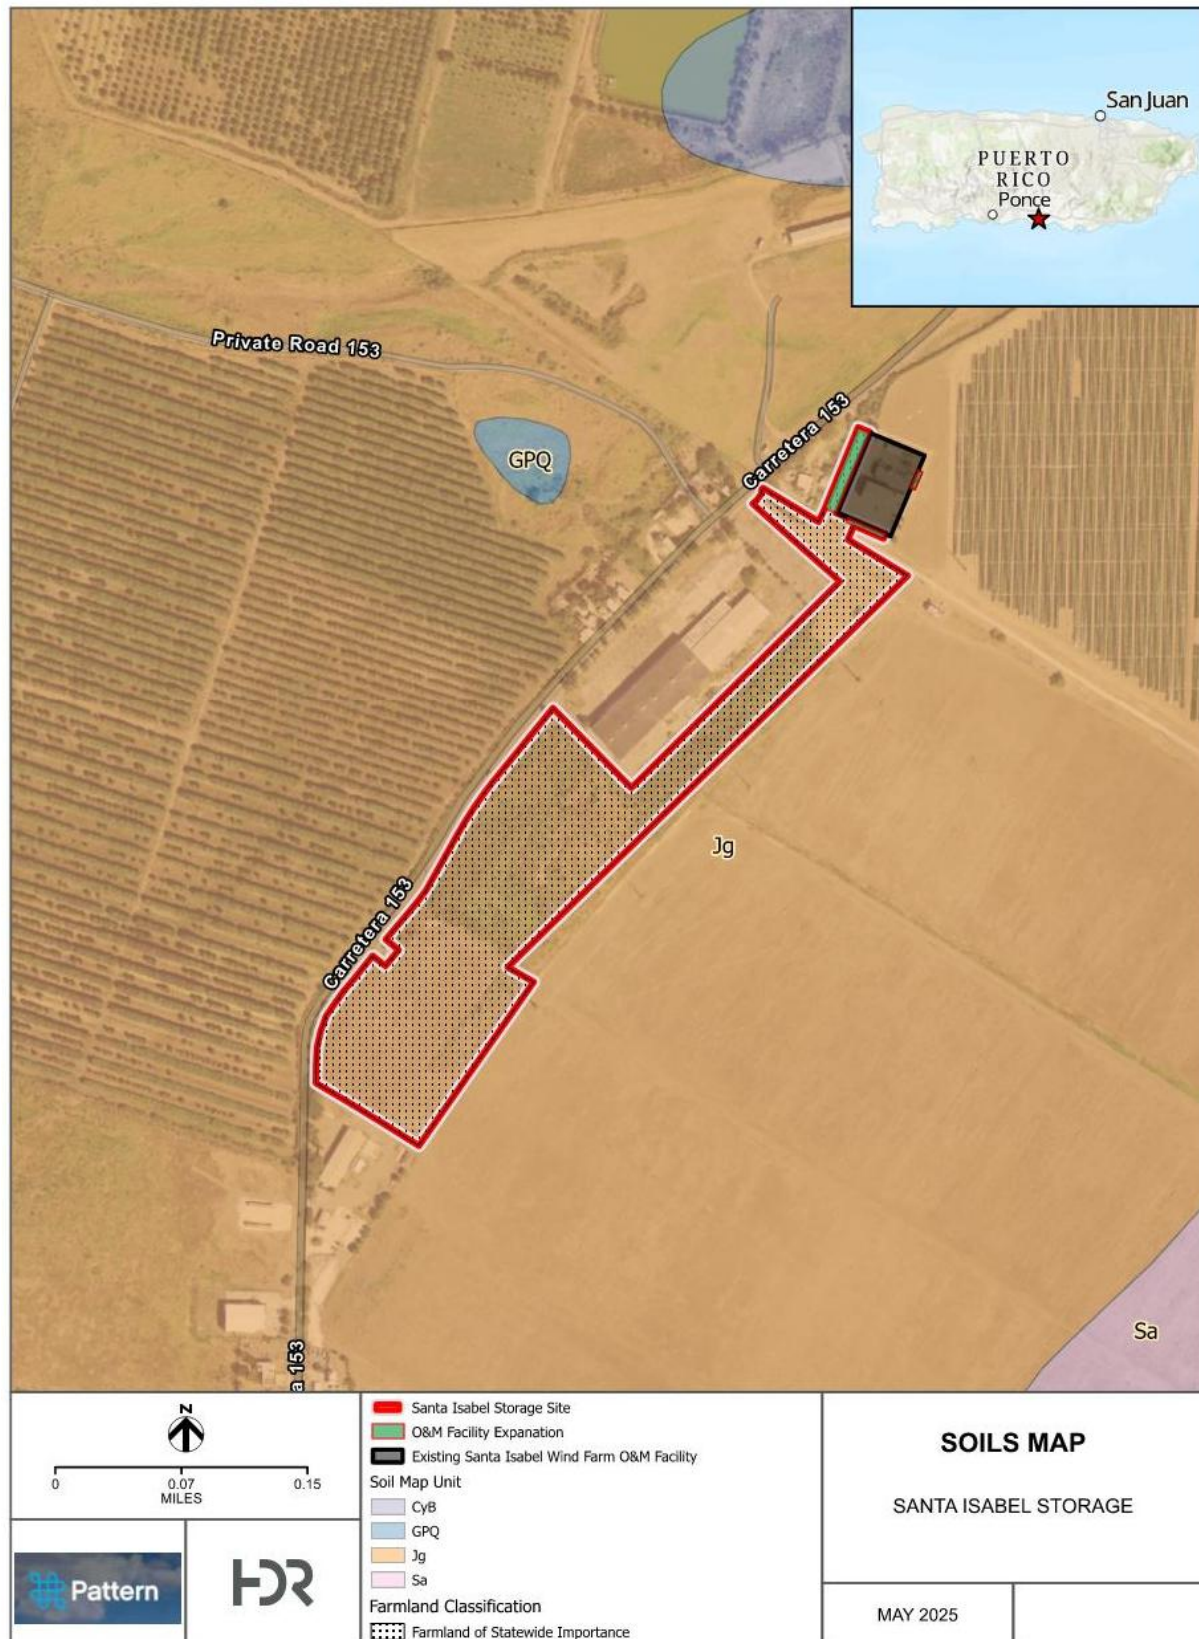 San Juan
PUERTO
RICO
Ponce
Private Road 153
Carretera 153
GPQ
Jg
Carretera 153
Sa
a 153
N
0 0.07 0.15
MILES
Pattern
HDR
Santa Isabel Storage Site
O&M Facility Expanation
Existing Santa Isabel Wind Farm O&M Facility
Soil Map Unit
CyB
GPQ
Jg
Sa
Farmland Classification
Farmland of Statewide Importance
SOILS MAP
SANTA ISABEL STORAGE
MAY 2025